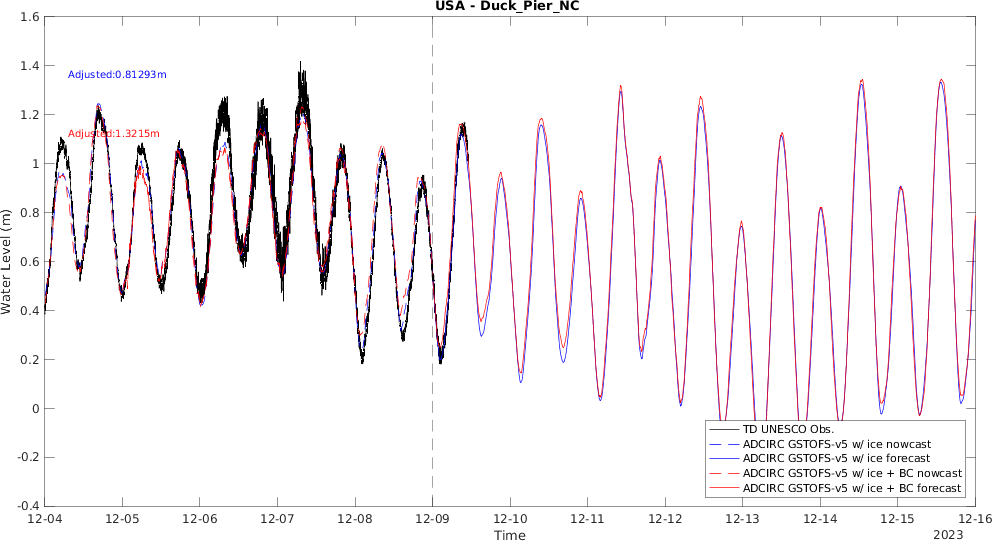 USA - Duck_Pier_NC
1.6
1.4
1.2
1
0.8
0.6
0.4
0.2
0
-0.2
-0.4
Water Level (m)
Adjusted:0.81293m
Adjusted:1.3215m
TD UNESCO Obs.
ADCIRC GSTOFS-v5 w/ ice nowcast
ADCIRC GSTOFS-v5 w/ ice forecast
ADCIRC GSTOFS-v5 w/ ice + BC nowcast
ADCIRC GSTOFS-v5 w/ ice + BC forecast
12-04 12-05 12-06 12-07 12-08 12-09 12-10 12-11 12-12 12-13 12-14 12-15 12-16
Time
2023